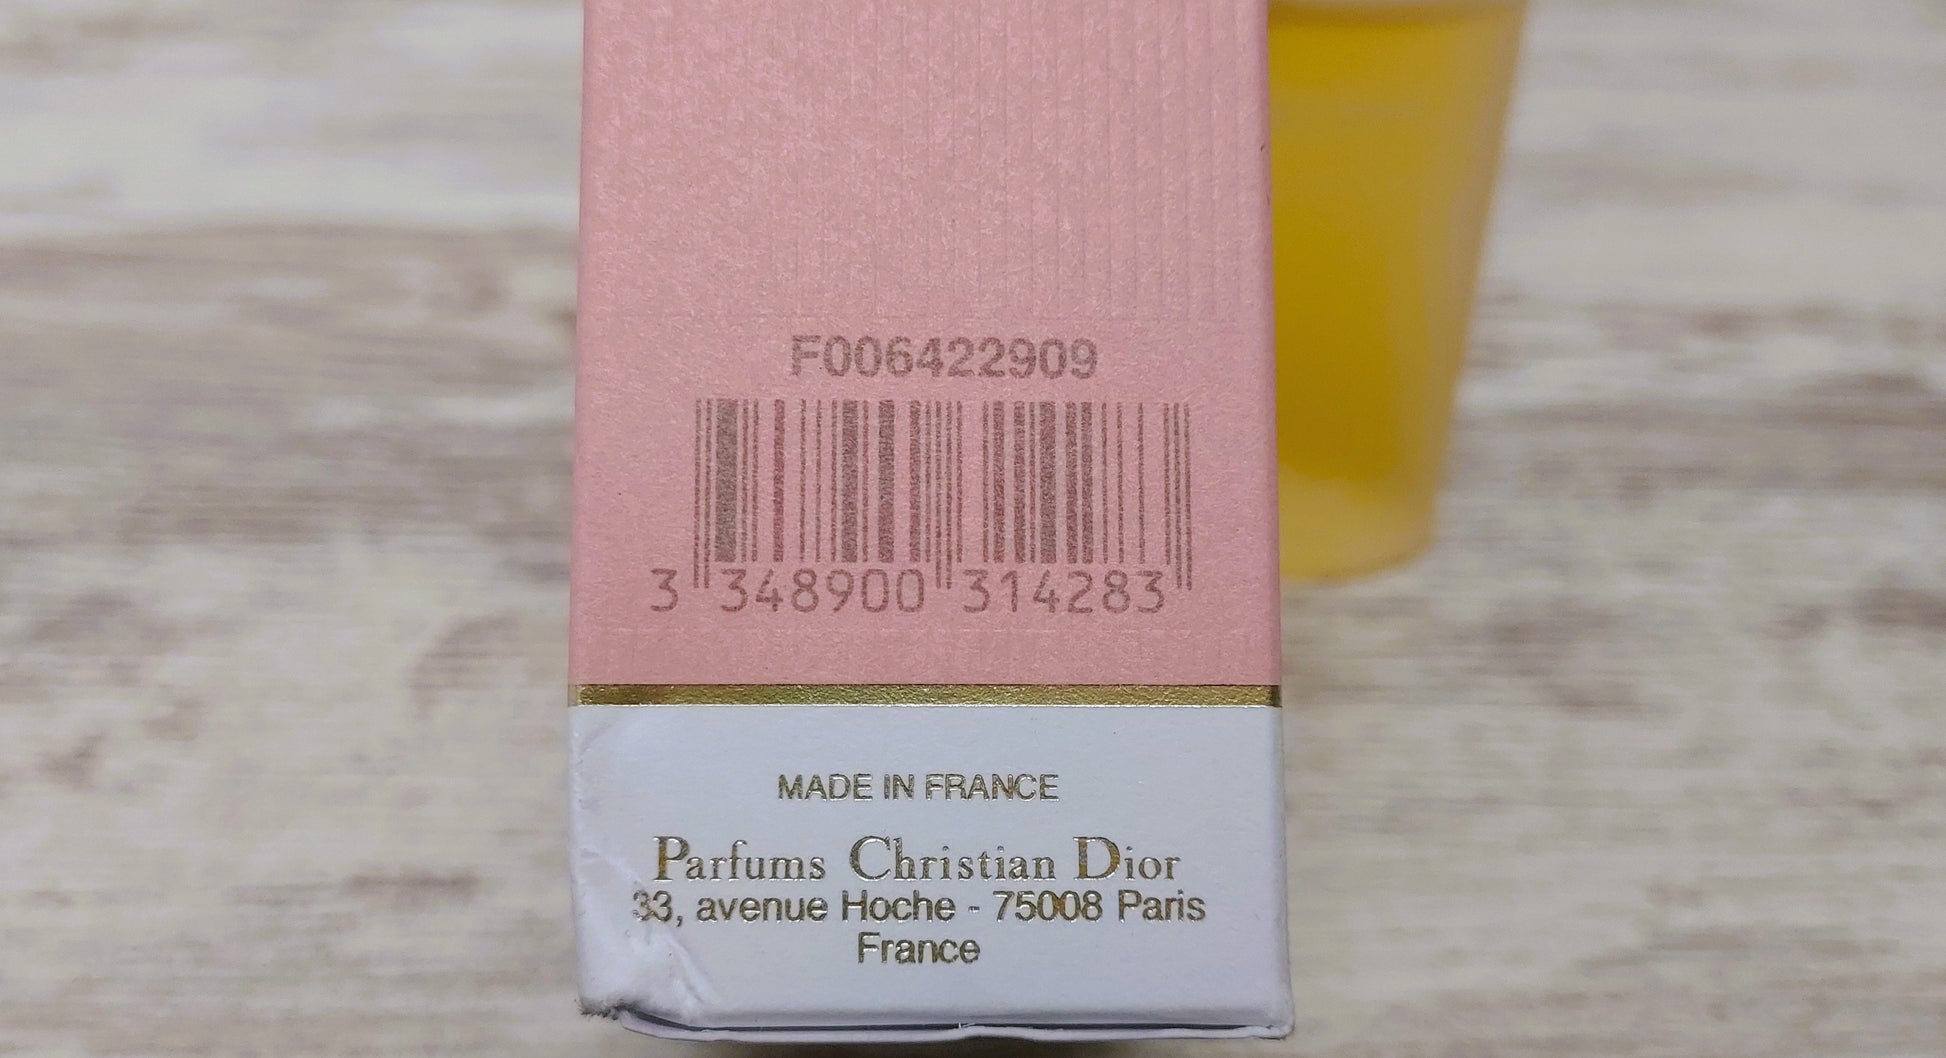 F006422909
3 348900 314283
MADE IN FRANCE
Parfums Christian Dior
33, avenue Hoche - 75008 Paris
France